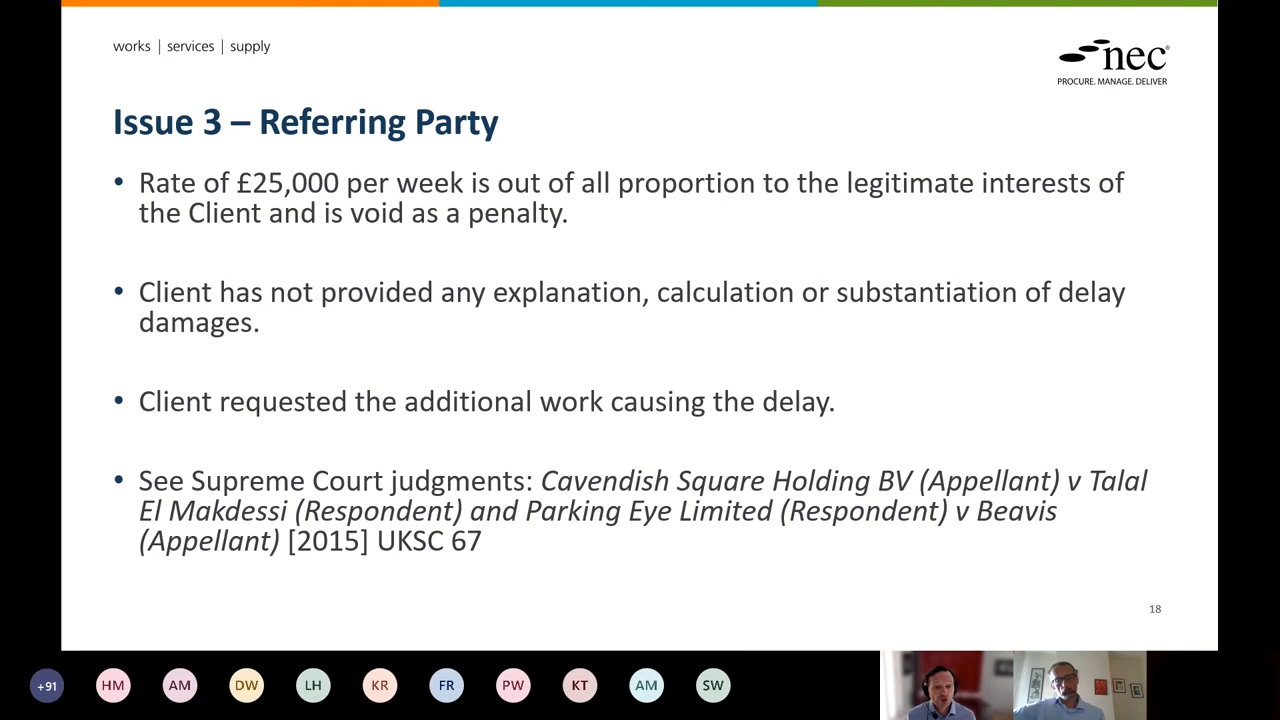 works | services | supply
nec®
PROCURE. MANAGE. DELIVER
Issue 3 – Referring Party
• Rate of £25,000 per week is out of all proportion to the legitimate interests of
the Client and is void as a penalty.
• Client has not provided any explanation, calculation or substantiation of delay
damages.
• Client requested the additional work causing the delay.
• See Supreme Court judgments: Cavendish Square Holding BV (Appellant) v Talal
El Makdessi (Respondent) and Parking Eye Limited (Respondent) v Beavis
(Appellant) [2015] UKSC 67
18
+91 HM AM DW LH KR FR PW KT AM SW